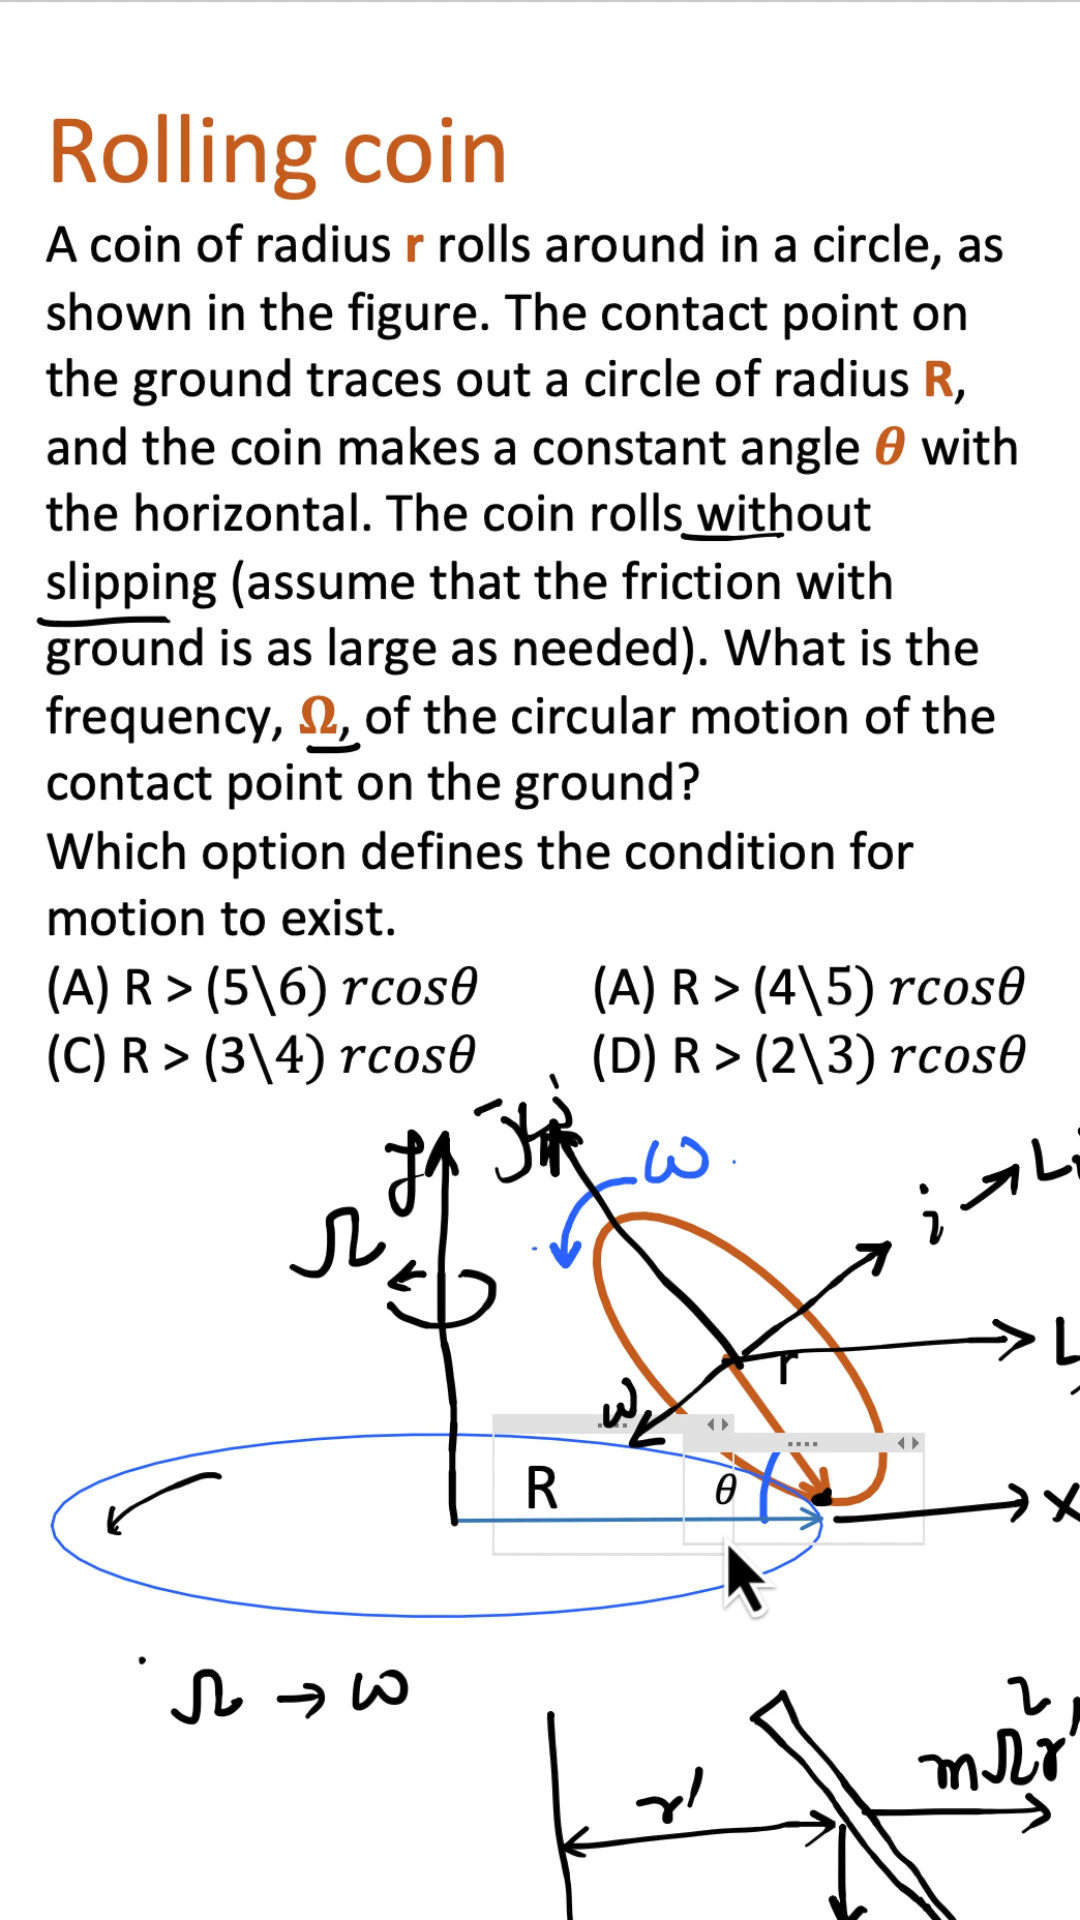 Rolling coin
A coin of radius r rolls around in a circle, as
shown in the figure. The contact point on
the ground traces out a circle of radius R,
and the coin makes a constant angle θ with
the horizontal. The coin rolls without
slipping (assume that the friction with
ground is as large as needed). What is the
frequency, Ω, of the circular motion of the
contact point on the ground?
Which option defines the condition for
motion to exist.
(A) R > (5\6) rcosθ (A) R > (4\5) rcosθ
(C) R > (3\4) rcosθ (D) R > (2\3) rcosθ
y
j
ω
Ω
i
L
r
L
ω
R
θ
x
Ω → ω
r'
mΩ²r'